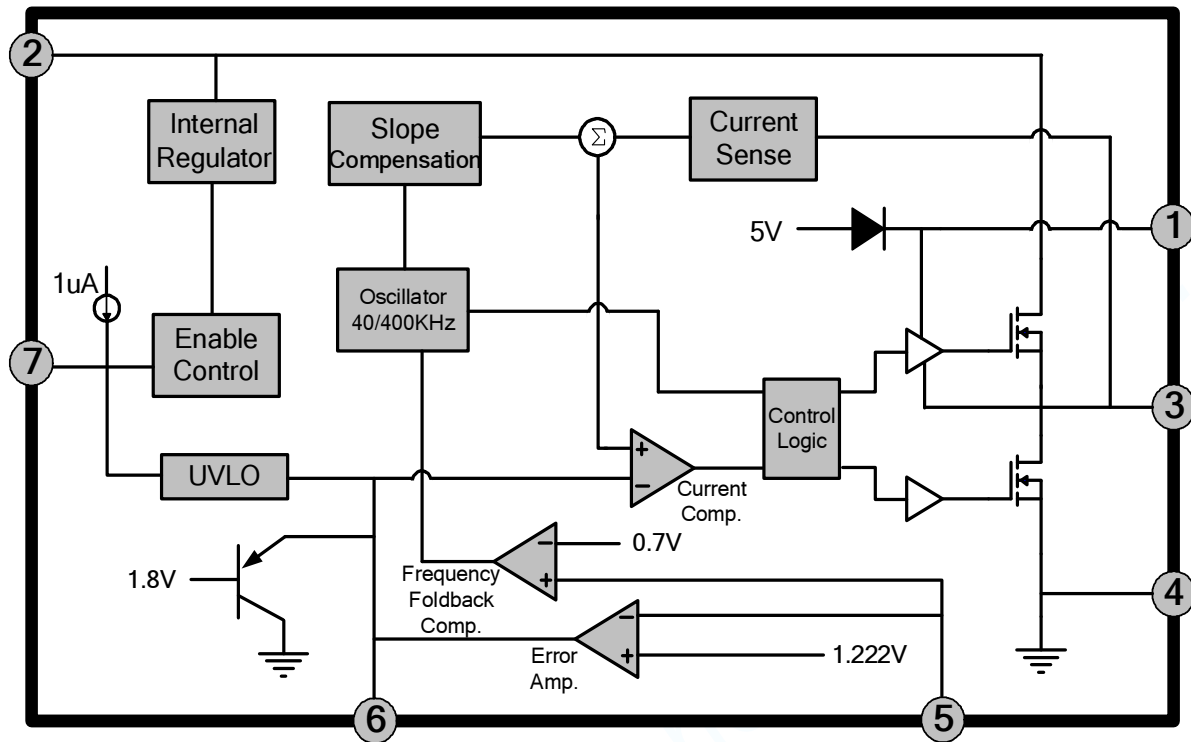 2
Internal
Regulator
Slope
Compensation
Σ
Current
Sense
5V
1
1uA
Oscillator
40/400KHz
Enable
Control
7
3
Control
Logic
+
−
Current
Comp.
UVLO
0.7V
−
+
Frequency
Foldback
Comp.
1.8V
4
−
+
1.222V
Error
Amp.
6
5